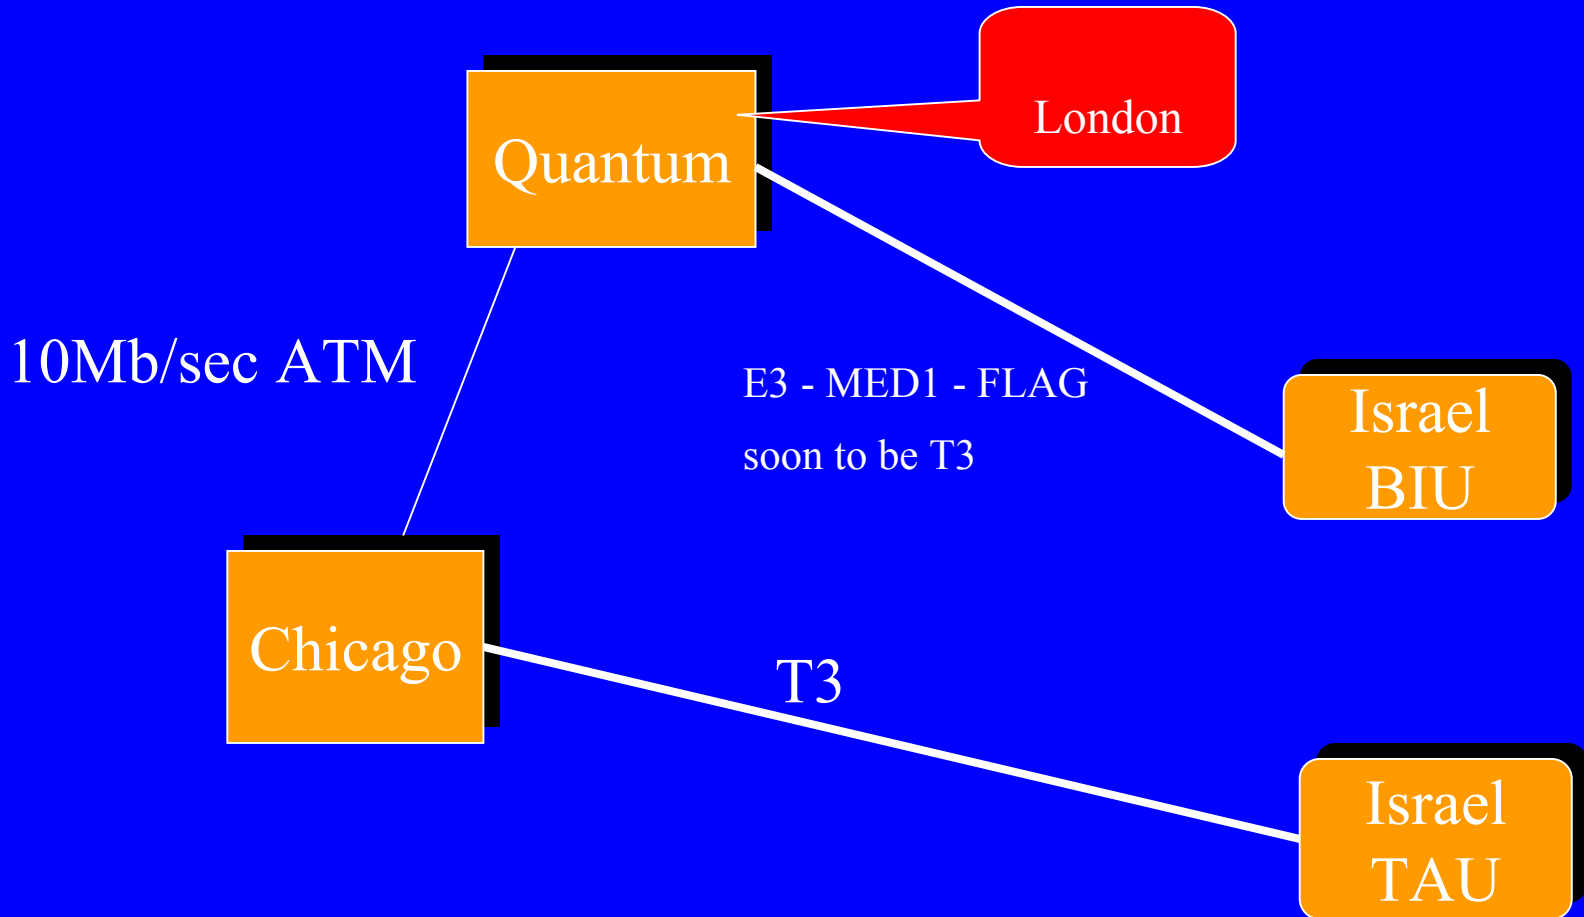 London
Quantum
10Mb/sec ATM
E3 - MED1 - FLAG
soon to be T3
Israel
BIU
Chicago
T3
Israel
TAU